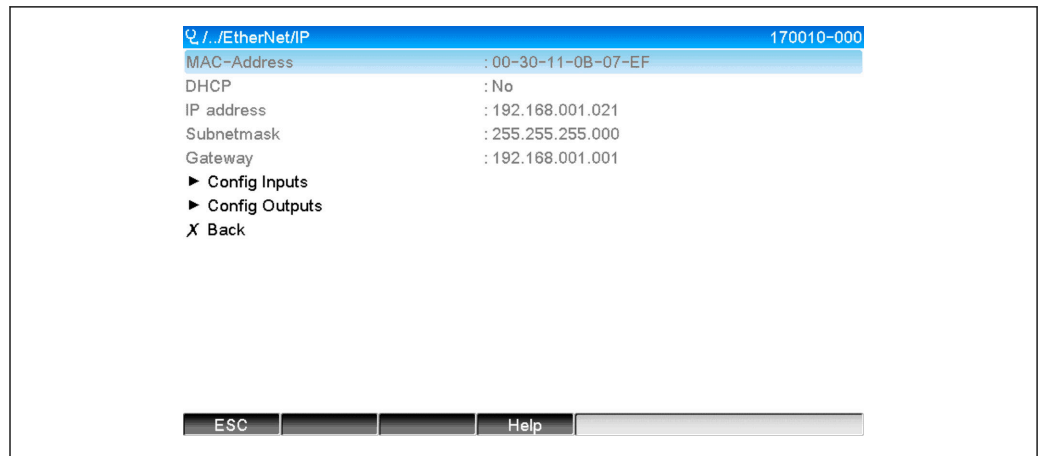 /../EtherNet/IP 170010-000
MAC-Address : 00-30-11-0B-07-EF
DHCP : No
IP address : 192.168.001.021
Subnetmask : 255.255.255.000
Gateway : 192.168.001.001
► Config Inputs
► Config Outputs
X Back
ESC Help